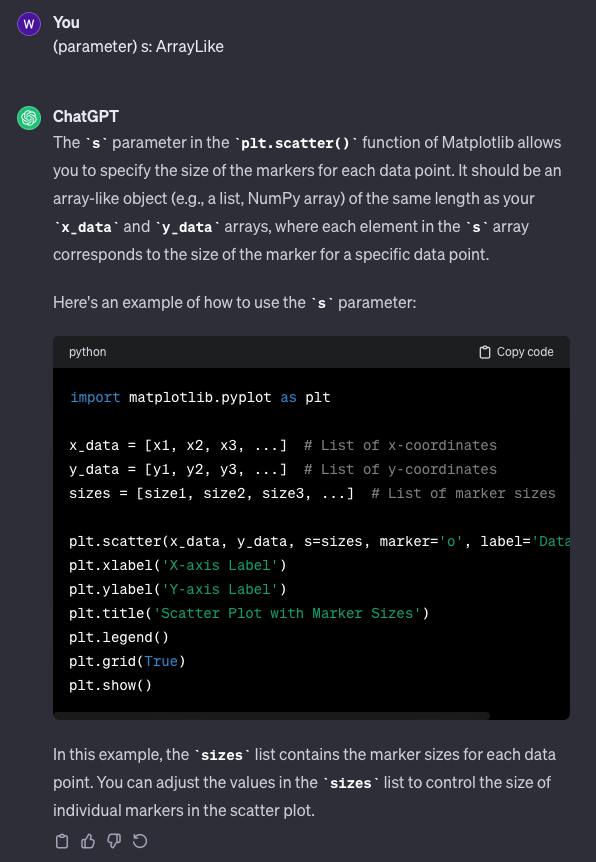 W
You
(parameter) s: ArrayLike
ChatGPT
The `s` parameter in the `plt.scatter()` function of Matplotlib allows
you to specify the size of the markers for each data point. It should be an
array-like object (e.g., a list, NumPy array) of the same length as your
`x_data` and `y_data` arrays, where each element in the `s` array
corresponds to the size of the marker for a specific data point.
Here's an example of how to use the `s` parameter:
python
Copy code
import matplotlib.pyplot as plt
x_data = [x1, x2, x3, ...]  # List of x-coordinates
y_data = [y1, y2, y3, ...]  # List of y-coordinates
sizes = [size1, size2, size3, ...]  # List of marker sizes
plt.scatter(x_data, y_data, s=sizes, marker='o', label='Data
plt.xlabel('X-axis Label')
plt.ylabel('Y-axis Label')
plt.title('Scatter Plot with Marker Sizes')
plt.legend()
plt.grid(True)
plt.show()
In this example, the `sizes` list contains the marker sizes for each data
point. You can adjust the values in the `sizes` list to control the size of
individual markers in the scatter plot.